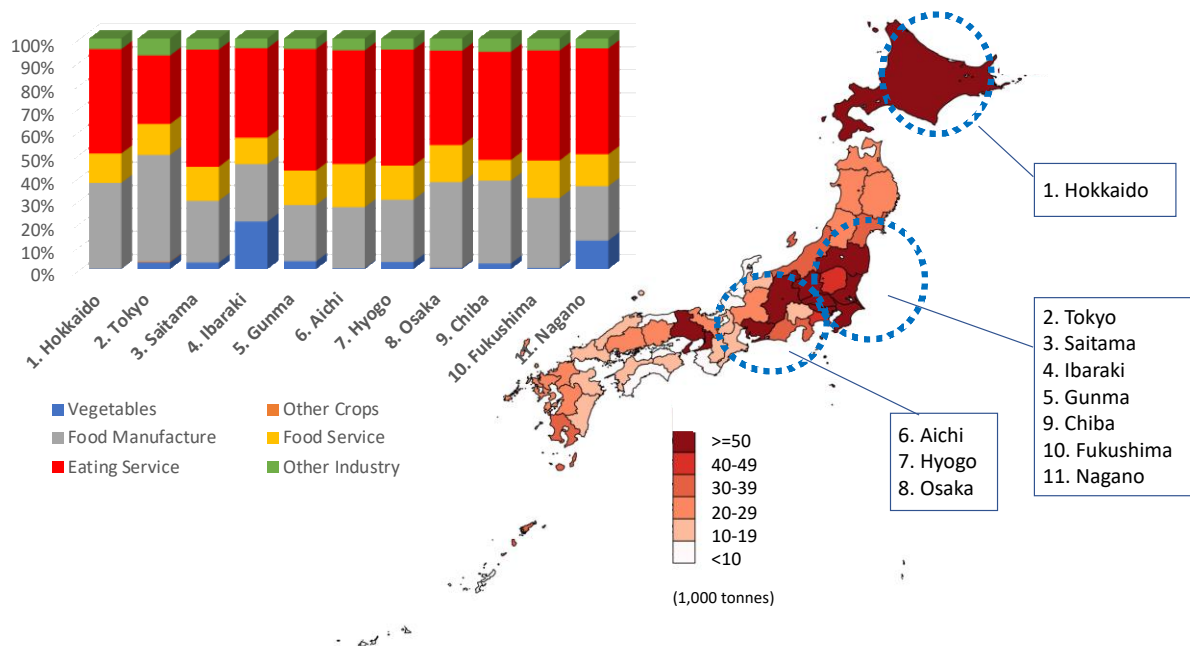 100%
90%
80%
70%
60%
50%
40%
30%
20%
10%
0%
1. Hokkaido
2. Tokyo
3. Saitama
4. Ibaraki
5. Gunma
6. Aichi
7. Hyogo
8. Osaka
9. Chiba
10. Fukushima
11. Nagano
Vegetables
Other Crops
Food Manufacture
Food Service
Eating Service
Other Industry
1. Hokkaido
2. Tokyo
3. Saitama
4. Ibaraki
5. Gunma
9. Chiba
10. Fukushima
11. Nagano
6. Aichi
7. Hyogo
8. Osaka
>=50
40-49
30-39
20-29
10-19
<10
(1,000 tonnes)